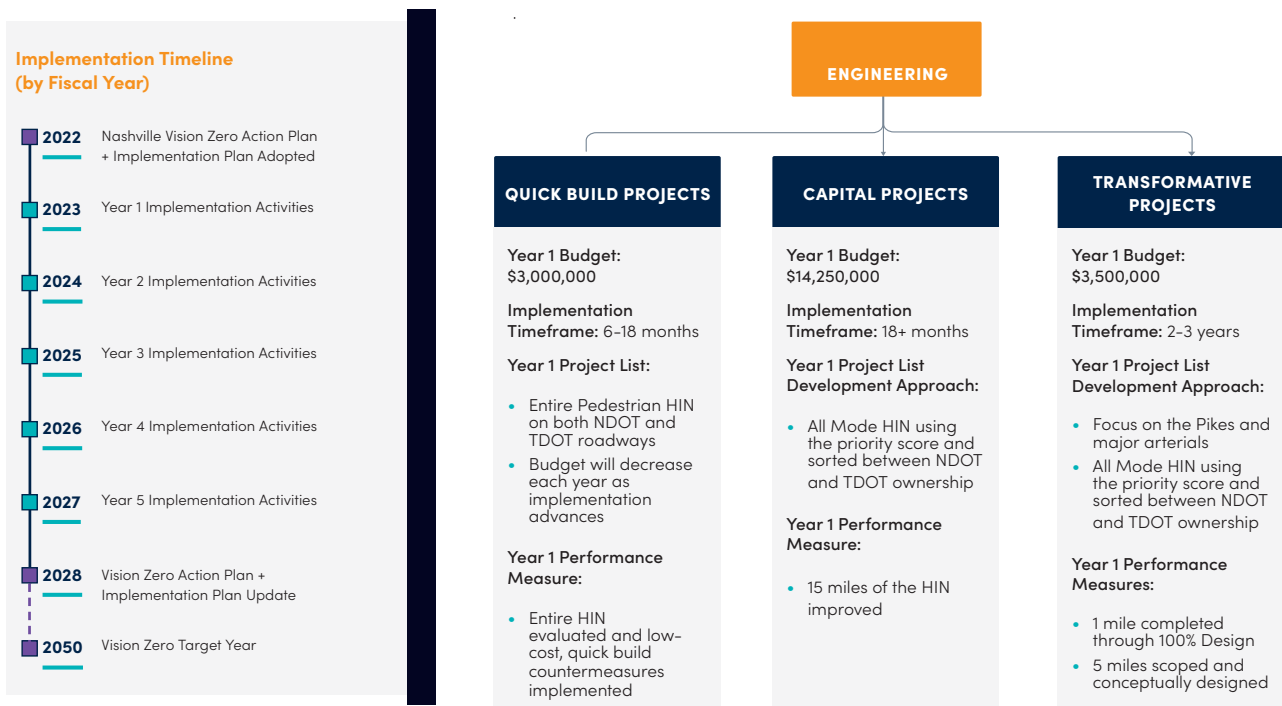 Implementation Timeline
(by Fiscal Year)
2022 Nashville Vision Zero Action Plan
+ Implementation Plan Adopted
2023 Year 1 Implementation Activities
2024 Year 2 Implementation Activities
2025 Year 3 Implementation Activities
2026 Year 4 Implementation Activities
2027 Year 5 Implementation Activities
2028 Vision Zero Action Plan +
Implementation Plan Update
2050 Vision Zero Target Year
ENGINEERING
QUICK BUILD PROJECTS
Year 1 Budget:
$3,000,000
Implementation
Timeframe: 6-18 months
Year 1 Project List:
• Entire Pedestrian HIN
on both NDOT and
TDOT roadways
• Budget will decrease
each year as
implementation
advances
Year 1 Performance
Measure:
• Entire HIN
evaluated and low-
cost, quick build
countermeasures
implemented
CAPITAL PROJECTS
Year 1 Budget:
$14,250,000
Implementation
Timeframe: 18+ months
Year 1 Project List
Development Approach:
• All Mode HIN using
the priority score and
sorted between NDOT
and TDOT ownership
Year 1 Performance
Measure:
• 15 miles of the HIN
improved
TRANSFORMATIVE
PROJECTS
Year 1 Budget:
$3,500,000
Implementation
Timeframe: 2-3 years
Year 1 Project List
Development Approach:
• Focus on the Pikes and
major arterials
• All Mode HIN using
the priority score and
sorted between NDOT
and TDOT ownership
Year 1 Performance
Measures:
• 1 mile completed
through 100% Design
• 5 miles scoped and
conceptually designed